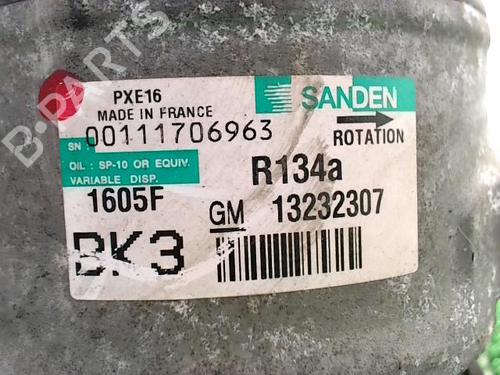 B-PARTS
PXE16
MADE IN FRANCE
SANDEN
SN : 00111706963
ROTATION
OIL : SP-10 OR EQUIV.
VARIABLE DISP.
R134a
1605F
GM 13232307
BK3